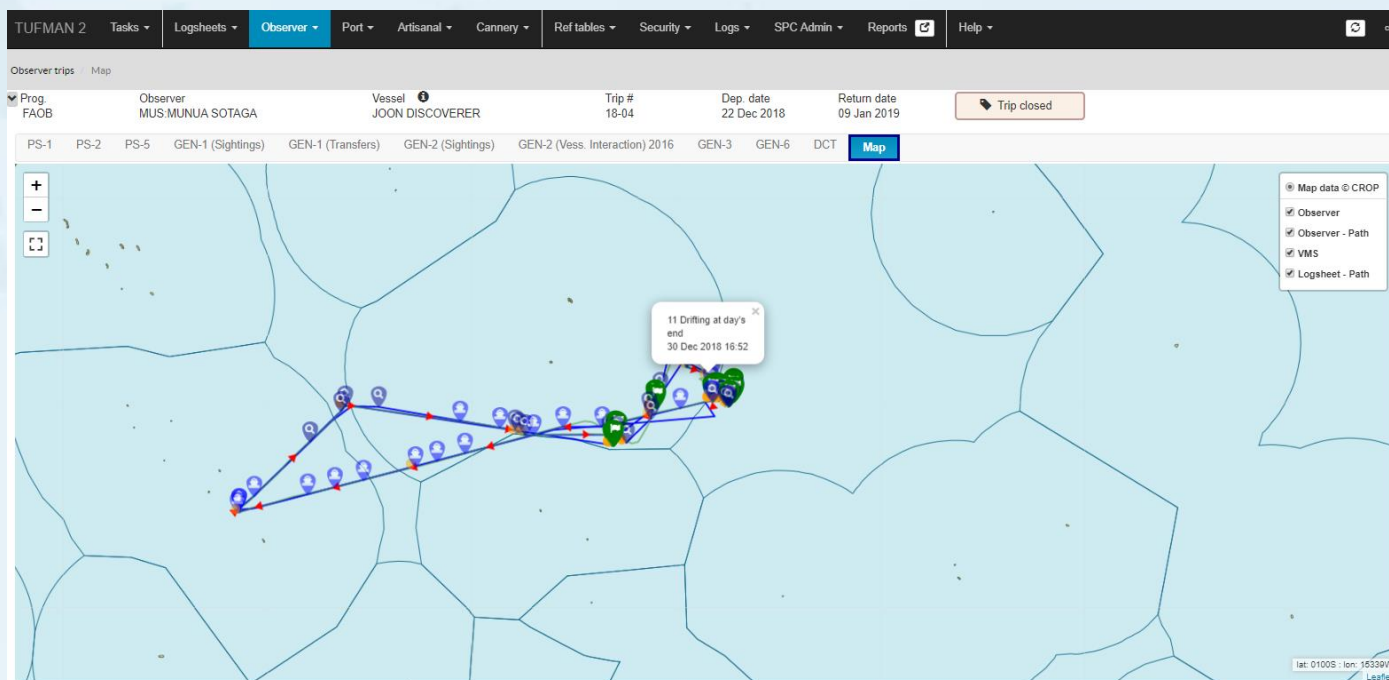 TUFMAN 2 Tasks Logsheets Observer Port Artisanal Cannery Ref tables Security Logs SPC Admin Reports Help
Observer trips / Map
Prog. Observer Vessel Trip # Dep. date Return date
FAOB MUS:MUNUA SOTAGA JOON DISCOVERER 18-04 22 Dec 2018 09 Jan 2019 Trip closed
PS-1 PS-2 PS-5 GEN-1 (Sightings) GEN-1 (Transfers) GEN-2 (Sightings) GEN-2 (Vess. Interaction) 2016 GEN-3 GEN-6 DCT Map
+
−
Map data © CROP
Observer
Observer - Path
VMS
Logsheet - Path
11 Drifting at day's
end
30 Dec 2018 16:52
lat: 0100S : lon: 15339W